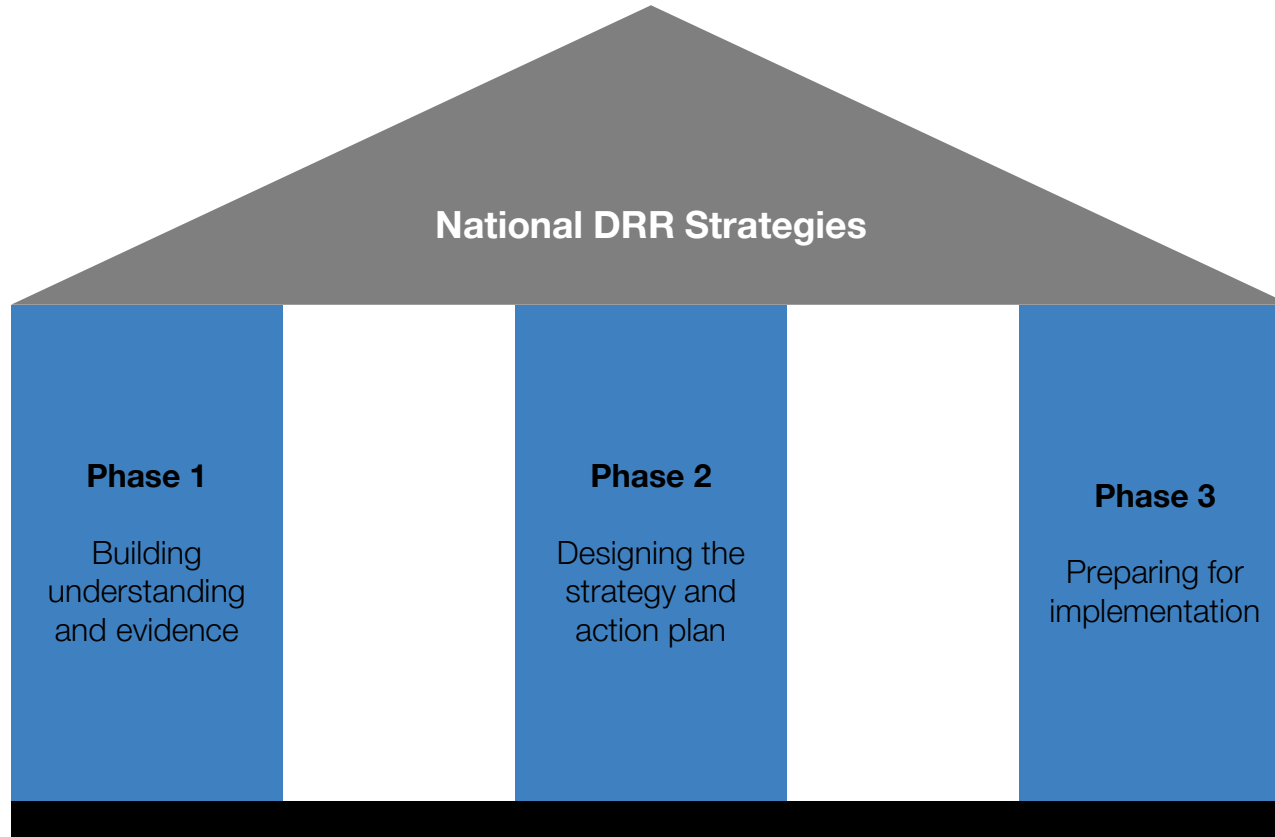 National DRR Strategies
Phase 1
Building
understanding
and evidence
Phase 2
Designing the
strategy and
action plan
Phase 3
Preparing for
implementation